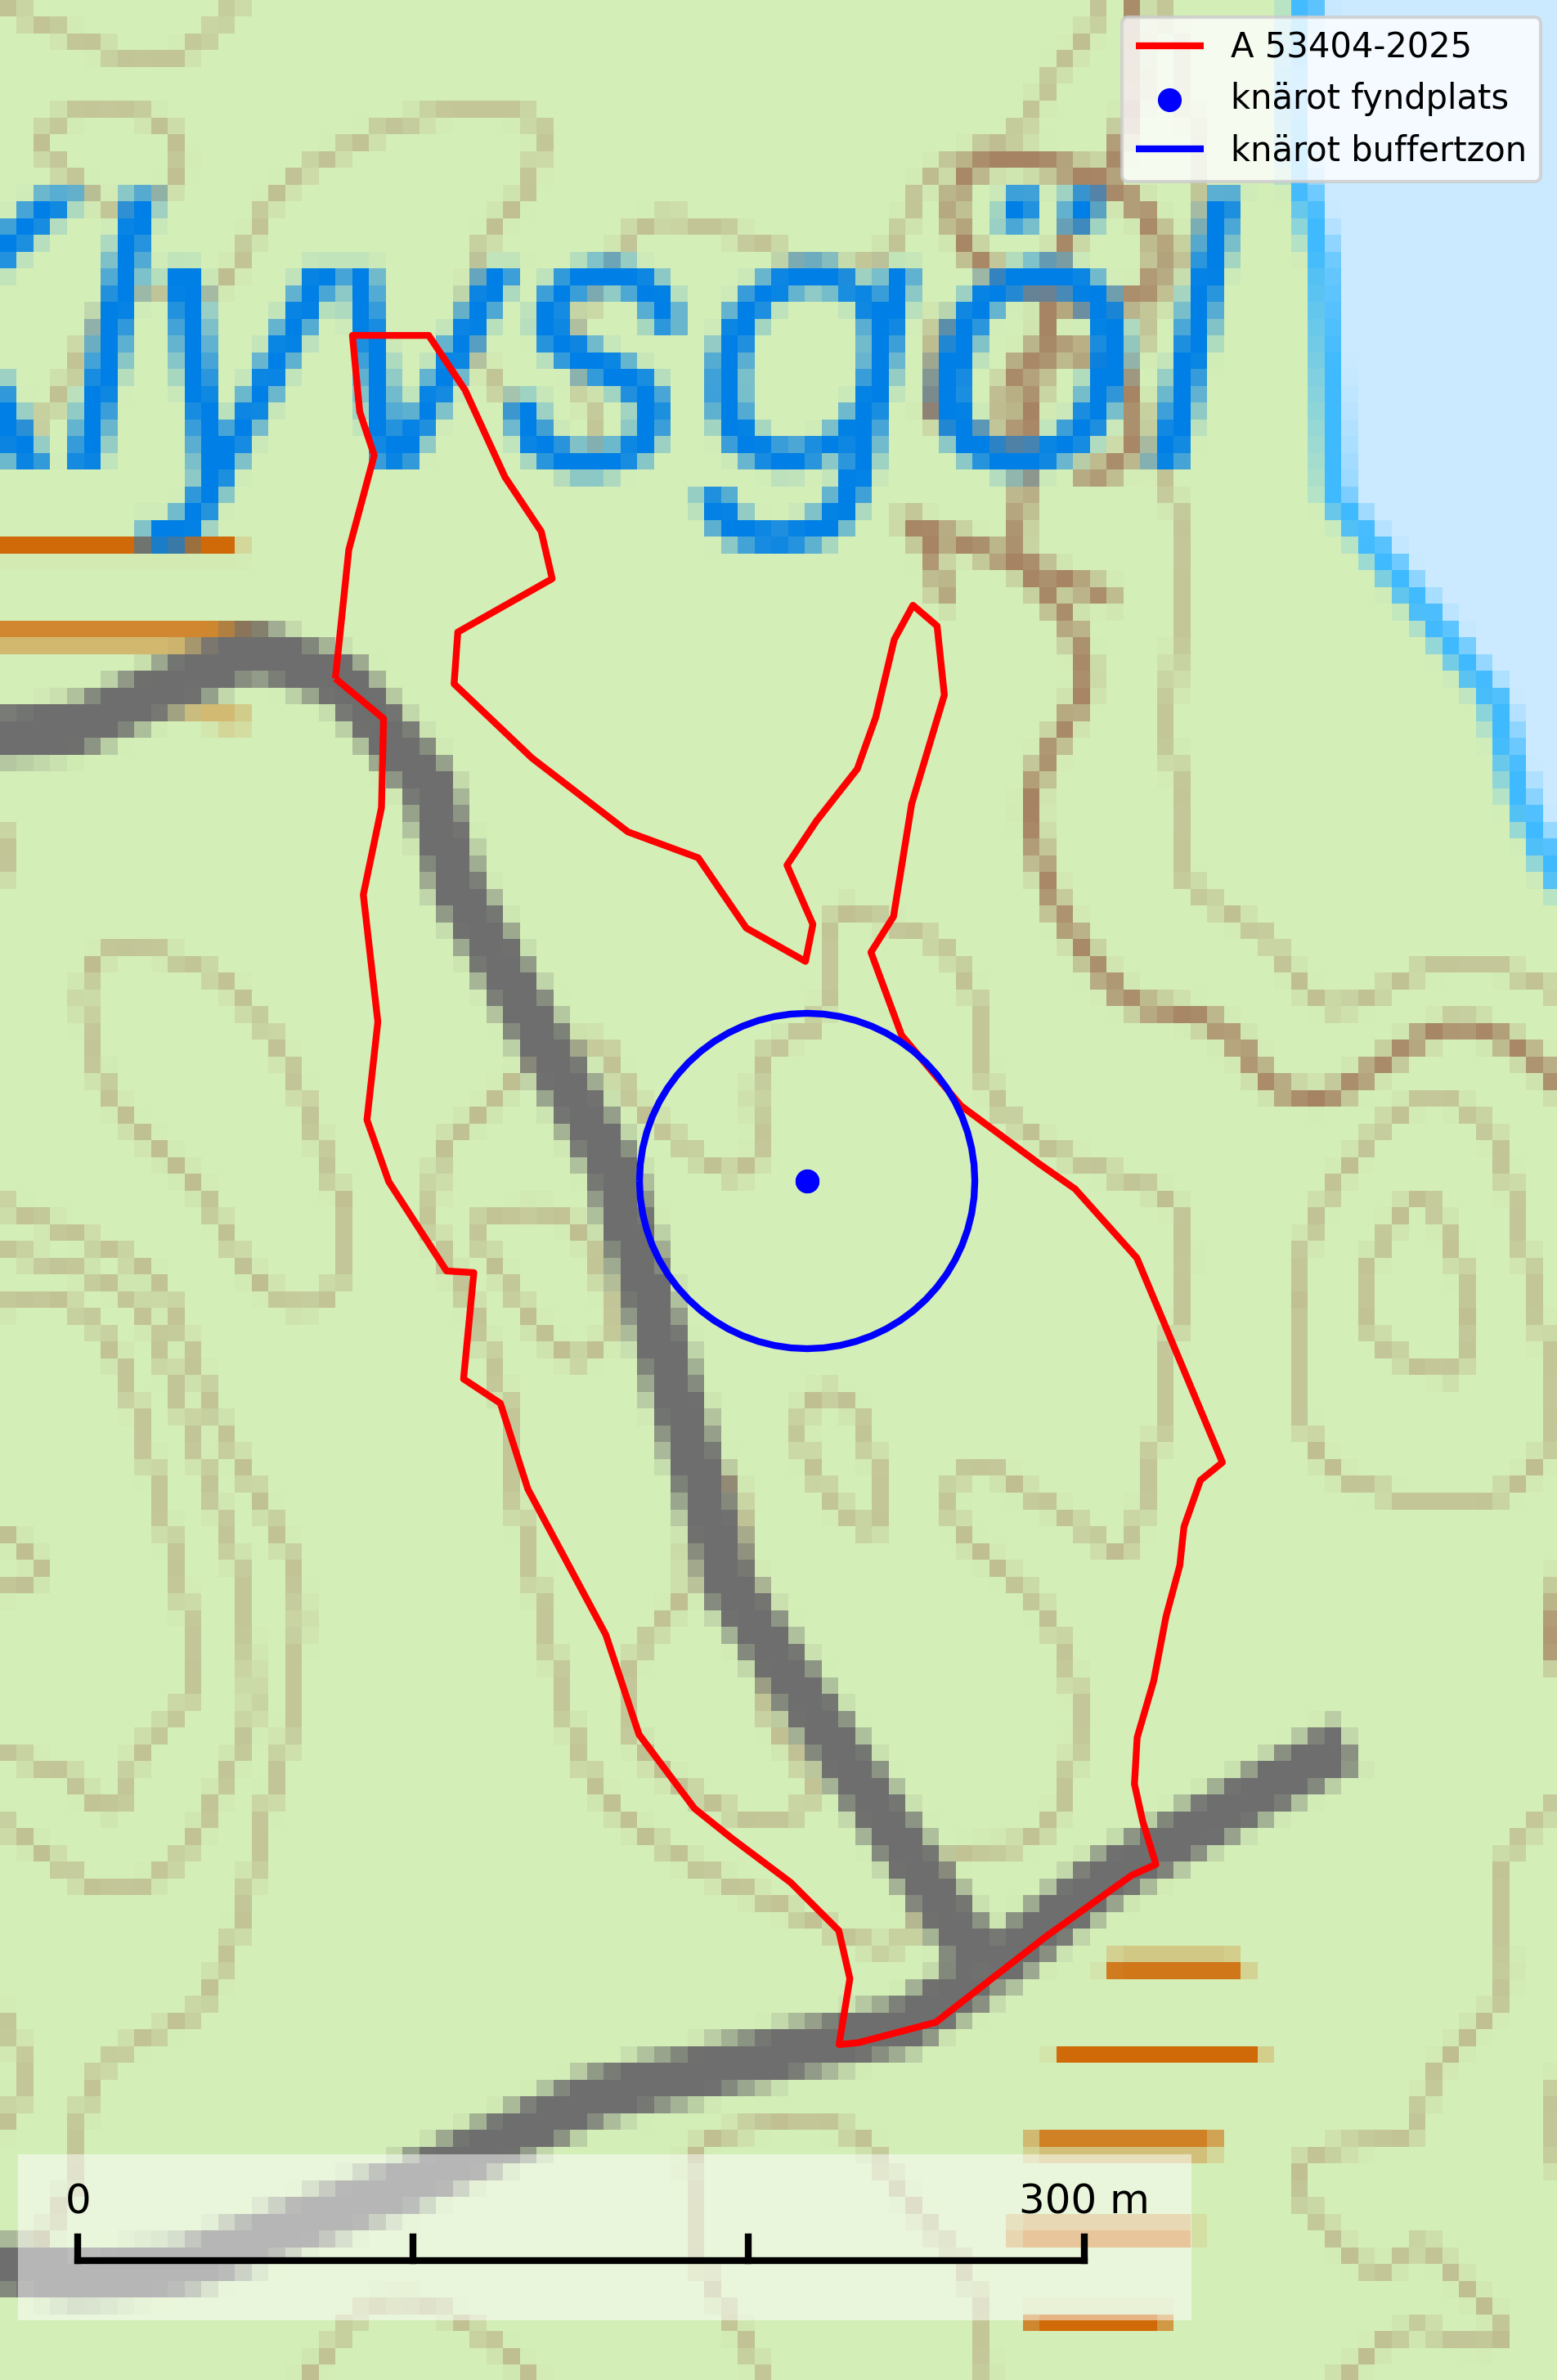 A 53404-2025
knärot fyndplats
knärot buffertzon
0 300 m